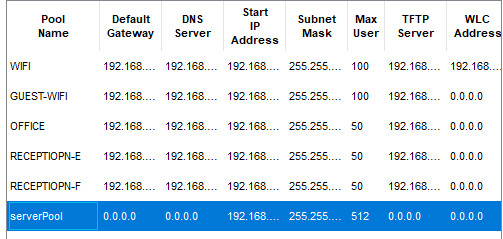 Pool Name	Default Gateway	DNS Server	Start IP Address	Subnet Mask	Max User	TFTP Server	WLC Address
WIFI	192.168....	192.168....	192.168....	255.255....	100	192.168....	192.168....
GUEST-WIFI	192.168....	192.168....	192.168....	255.255....	100	192.168....	0.0.0.0
OFFICE	192.168....	192.168....	192.168....	255.255....	50	192.168....	0.0.0.0
RECEPTIOPN-E	192.168....	192.168....	192.168....	255.255....	50	192.168....	0.0.0.0
RECEPTIOPN-F	192.168....	192.168....	192.168....	255.255....	50	192.168....	0.0.0.0
serverPool	0.0.0.0	0.0.0.0	192.168....	255.255....	512	0.0.0.0	0.0.0.0